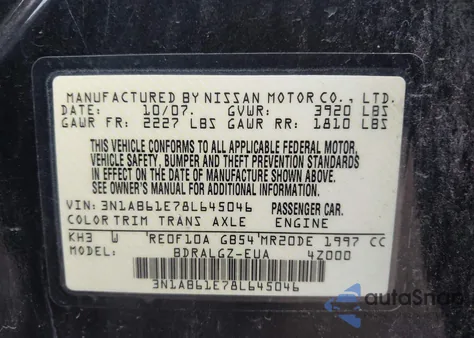 MANUFACTURED BY NISSAN MOTOR CO., LTD.
DATE: 10/07. GVWR: 3920 LBS
GAWR FR: 2227 LBS GAWR RR: 1810 LBS
THIS VEHICLE CONFORMS TO ALL APPLICABLE FEDERAL MOTOR
VEHICLE SAFETY, BUMPER AND THEFT PREVENTION STANDARDS
IN EFFECT ON THE DATE OF MANUFACTURE SHOWN ABOVE.
SEE OWNER'S MANUAL FOR ADDITIONAL INFORMATION.
VIN: 3N1AB61E78L645046 PASSENGER CAR.
COLOR TRIM TRANS AXLE ENGINE
KH3 W RE0F10A GB54 MR20DE 1997 CC
BDRALGZ-EUA 4Z000
3N1AB61E78L645046
autoSnap